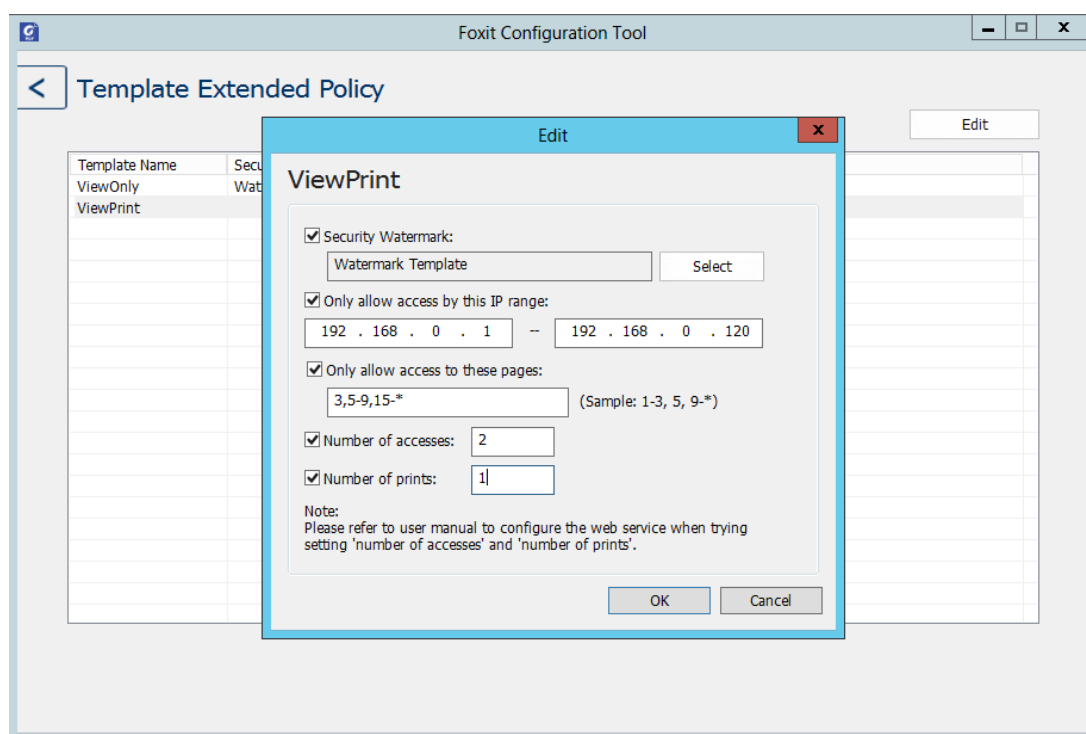 Foxit Configuration Tool
Template Extended Policy
Edit
Template Name
ViewOnly
ViewPrint
Edit
ViewPrint
Security Watermark:
Watermark Template
Select
Only allow access by this IP range:
192 . 168 . 0 . 1 -- 192 . 168 . 0 . 120
Only allow access to these pages:
3,5-9,15-* (Sample: 1-3, 5, 9-*)
Number of accesses: 2
Number of prints: 1
Note:
Please refer to user manual to configure the web service when trying
setting 'number of accesses' and 'number of prints'.
OK Cancel